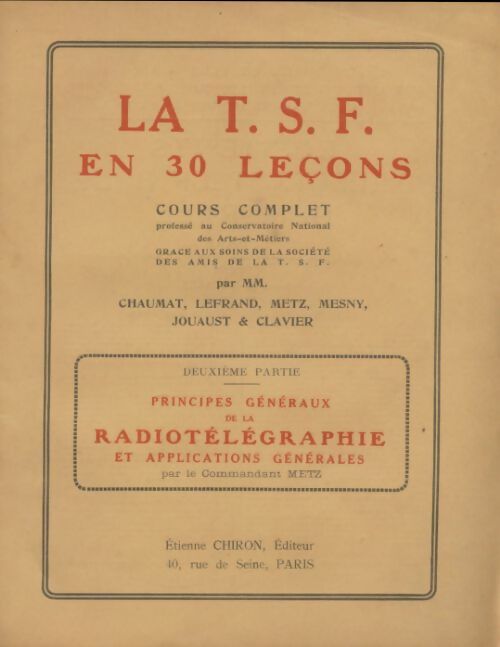 LA T. S. F.
EN 30 LEÇONS
COURS COMPLET
professé au Conservatoire National
des Arts-et-Métiers
GRACE AUX SOINS DE LA SOCIÉTÉ
DES AMIS DE LA T. S. F.
par MM.
CHAUMAT, LEFRAND, METZ, MESNY,
JOUAUST & CLAVIER
DEUXIÈME PARTIE
PRINCIPES GÉNÉRAUX
DE LA
RADIOTÉLÉGRAPHIE
ET APPLICATIONS GÉNÉRALES
par le Commandant METZ
Étienne CHIRON, Éditeur
40, rue de Seine, PARIS